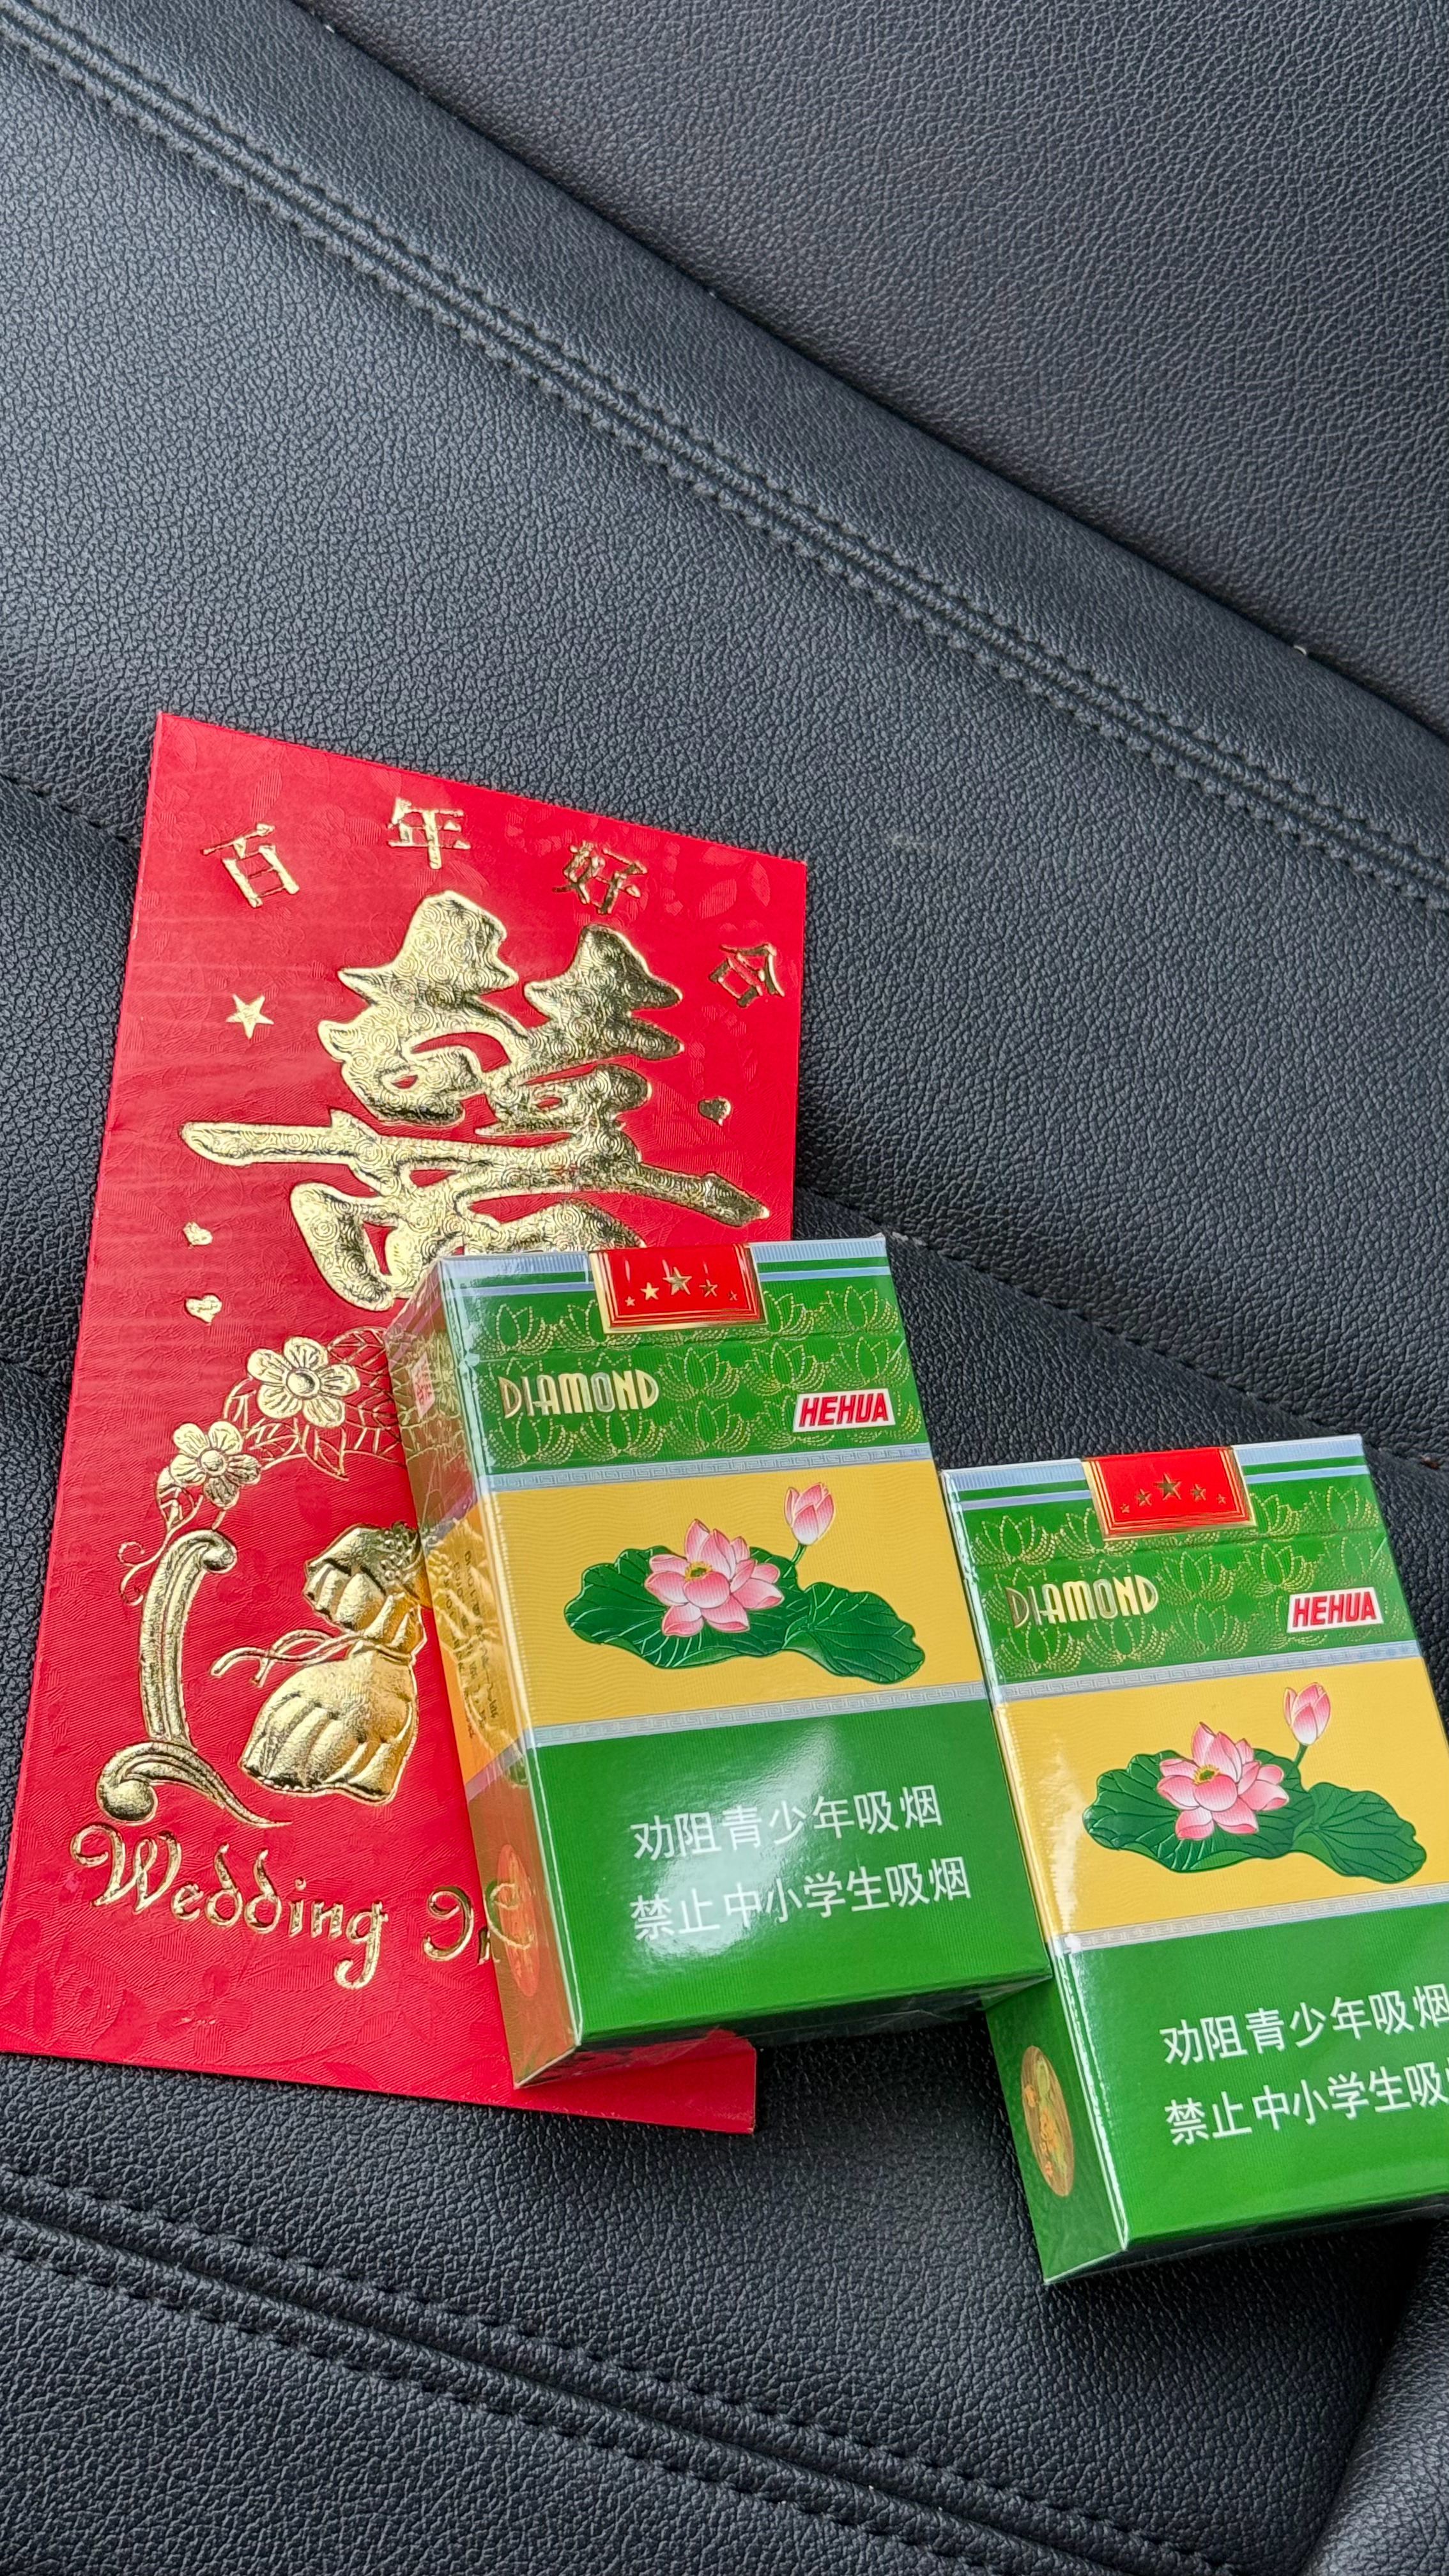 百年好合
囍
Wedding
DIAMOND
HEHUA
劝阻青少年吸烟
禁止中小学生吸烟
DIAMOND
HEHUA
劝阻青少年吸烟
禁止中小学生吸